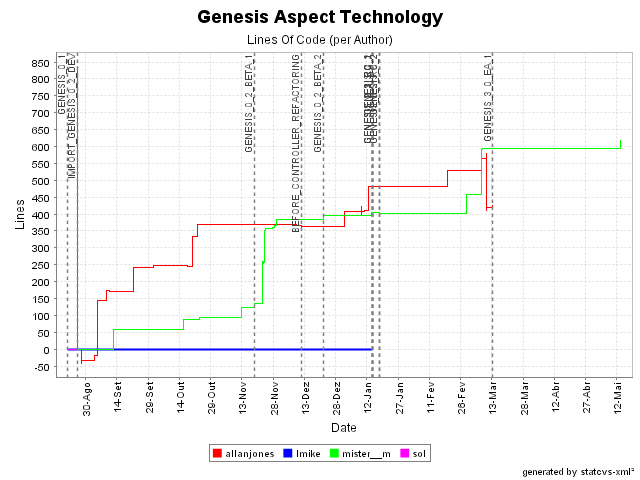 Genesis Aspect Technology
Lines Of Code (per Author)
Lines
850
800
750
700
650
600
550
500
450
400
350
300
250
200
150
100
50
0
-50
GENESIS_0_1
IMPORT_GENESIS_0_2_DEV
GENESIS_0_2_BETA_1
BEFORE_CONTROLLER_REFACTORING
GENESIS_0_2_BETA_2
GENESIS_3_0_EA_1
30-Ago
14-Set
29-Set
14-Out
29-Out
13-Nov
28-Nov
13-Dez
28-Dez
12-Jan
27-Jan
11-Fev
26-Fev
13-Mar
28-Mar
12-Abr
27-Abr
12-Mai
Date
allanjones
lmike
mister__m
sol
generated by statcvs-xml²